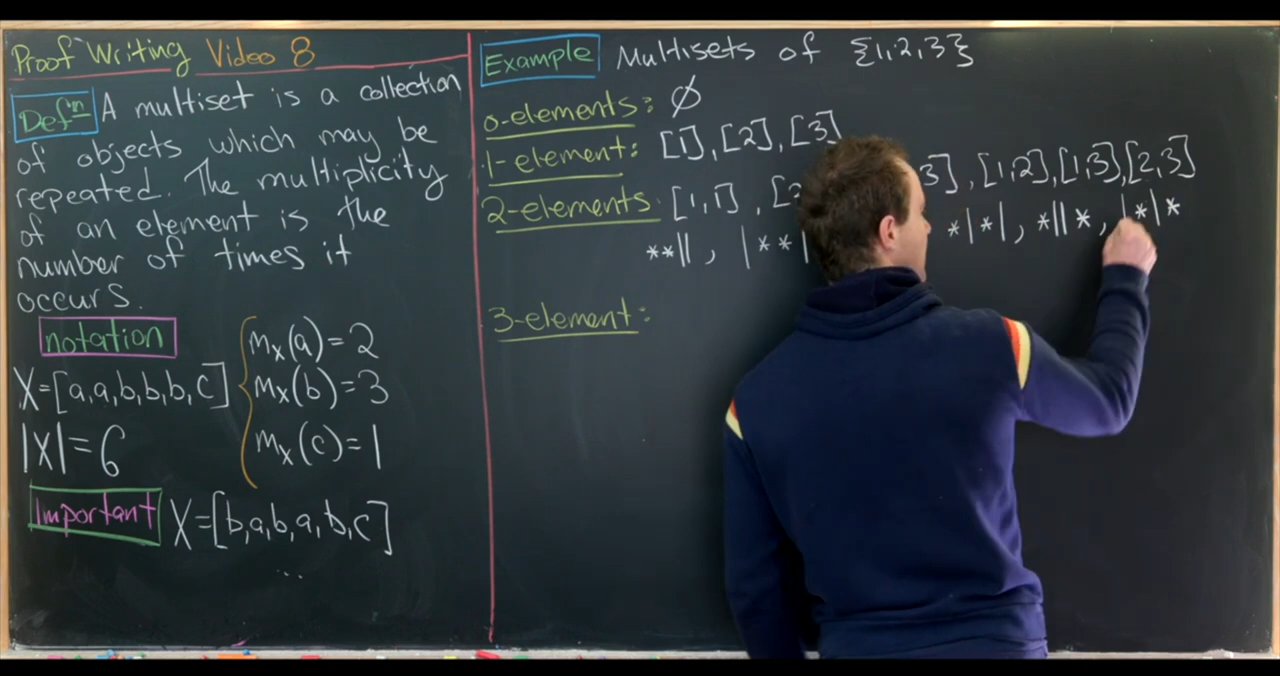 Proof Writing Video 8
Defⁿ A multiset is a collection
of objects which may be
repeated. The multiplicity
of an element is the
number of times it
occurs.
notation
X=[a,a,b,b,b,c]
|X|=6
mₓ(a)=2
mₓ(b)=3
mₓ(c)=1
Important X=[b,a,b,a,b,c]
...
Example Multisets of {1,2,3}
0-elements: ∅
1-element: [1], [2], [3]
2-elements: [1,1], [2 3], [1,2], [1,3], [2,3]
**||, |**| *|*|, *||*, |*|*
3-element: